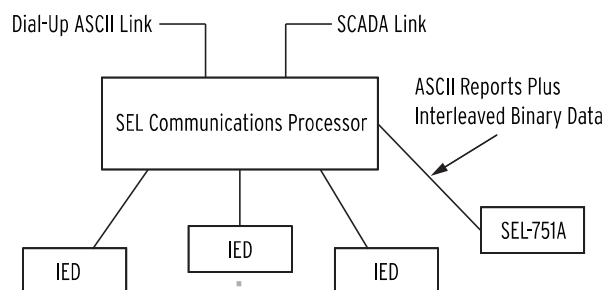 Dial-Up ASCII Link
SCADA Link
ASCII Reports Plus
Interleaved Binary Data
SEL Communications Processor
SEL-751A
IED
IED
IED